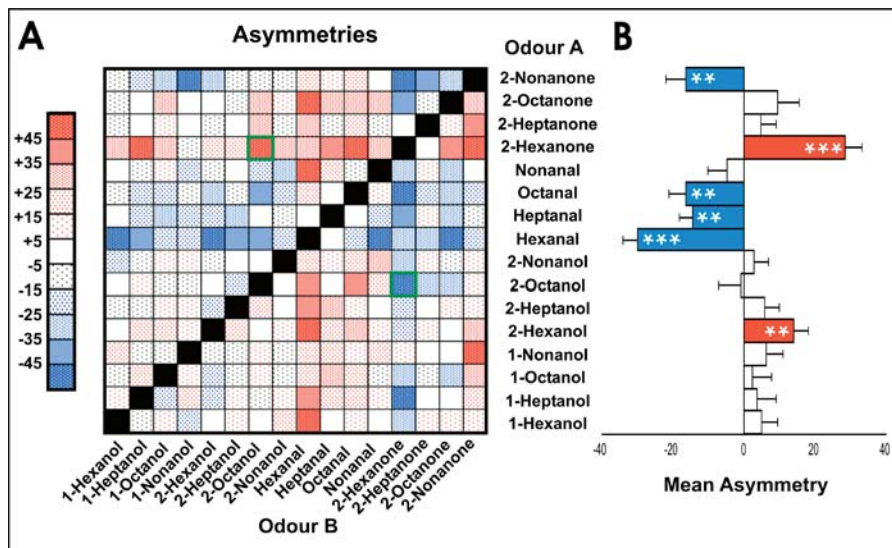 A
Asymmetries
Odour A
B
+45
+35
+25
+15
+5
-5
-15
-25
-35
-45
2-Nonanone
2-Octanone
2-Heptanone
2-Hexanone
Nonanal
Octanal
Heptanal
Hexanal
2-Nonanol
2-Octanol
2-Heptanol
2-Hexanol
1-Nonanol
1-Octanol
1-Heptanol
1-Hexanol
**
***
**
**
***
**
1-Hexanol
1-Heptanol
1-Octanol
1-Nonanol
2-Hexanol
2-Heptanol
2-Octanol
2-Nonanol
Hexanal
Heptanal
Octanal
Nonanal
2-Hexanone
2-Heptanone
2-Octanone
2-Nonanone
Odour B
-40
-20
0
20
40
Mean Asymmetry